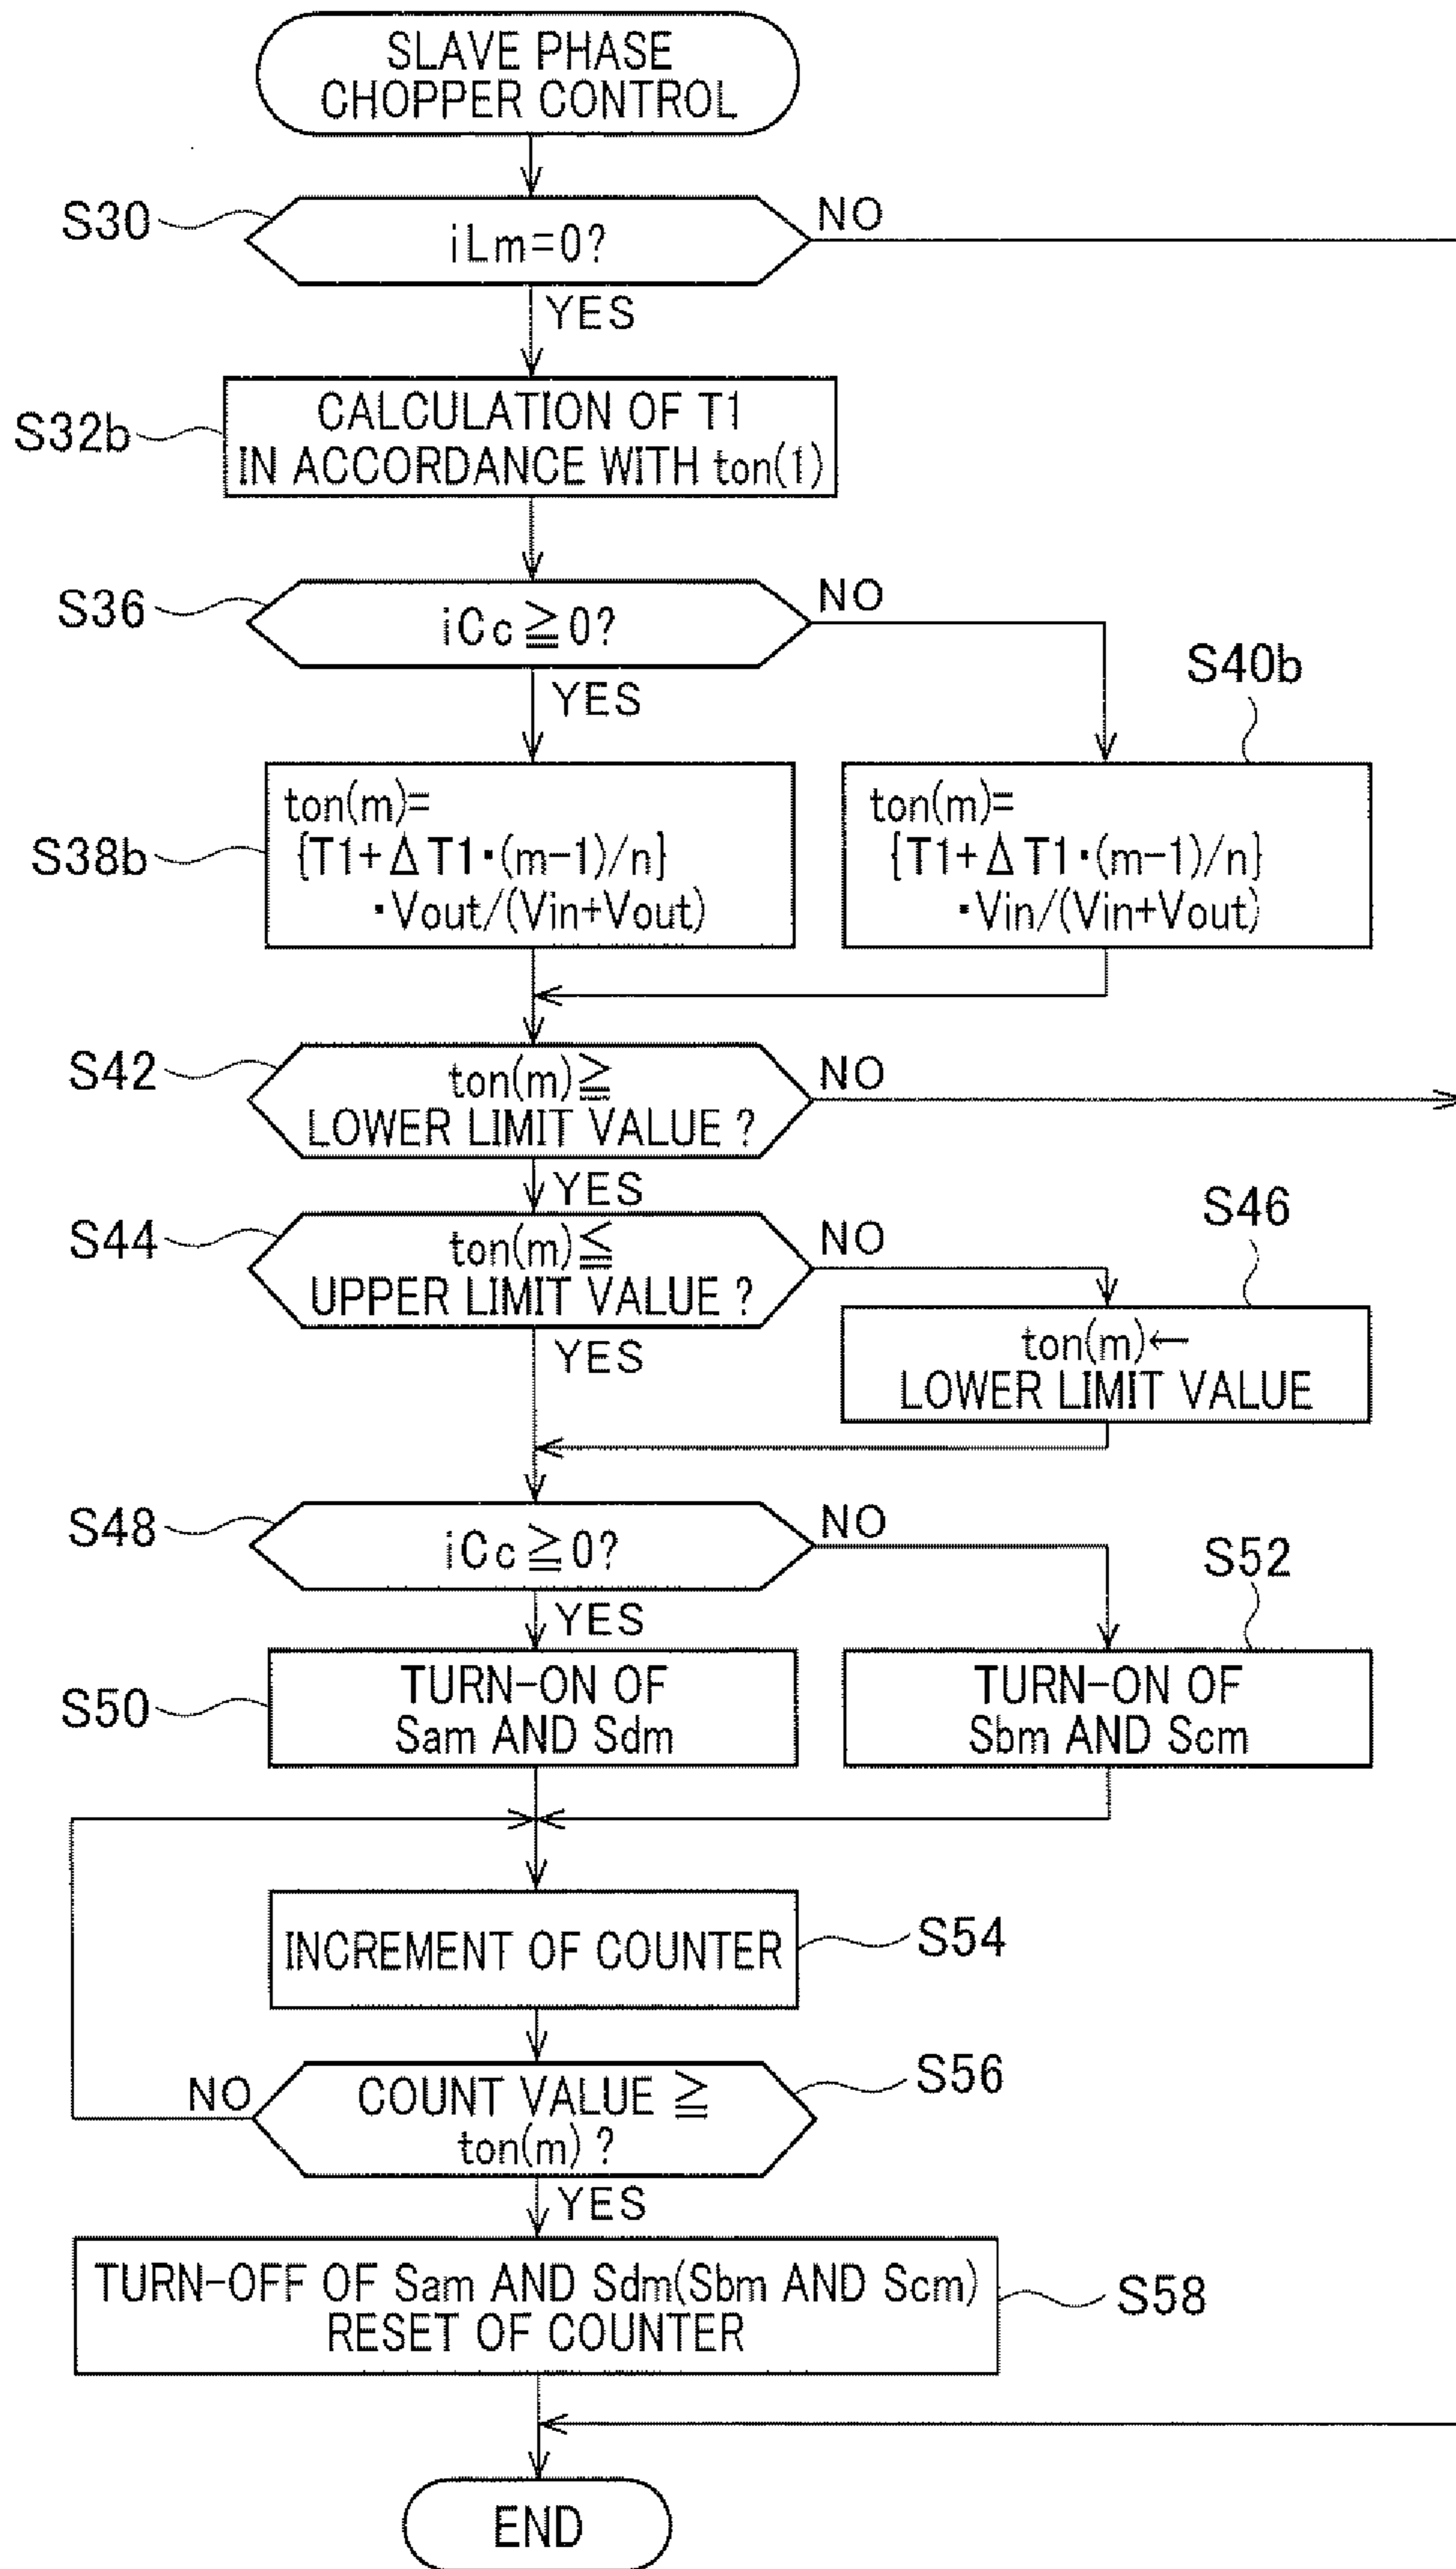 SLAVE PHASE
CHOPPER CONTROL
S30
iLm=0?
NO
YES
S32b
CALCULATION OF T1
IN ACCORDANCE WITH ton(1)
S36
iCc≧0?
NO
YES
S40b
S38b
ton(m)=
{T1+ΔT1▪(m-1)/n}
▪Vout/(Vin+Vout)
ton(m)=
{T1+ΔT1▪(m-1)/n}
▪Vin/(Vin+Vout)
S42
ton(m)≧
LOWER LIMIT VALUE ?
NO
YES
S44
ton(m)≦
UPPER LIMIT VALUE ?
NO
YES
S46
ton(m)←
LOWER LIMIT VALUE
S48
iCc≧0?
NO
YES
S52
S50
TURN-ON OF
Sam AND Sdm
TURN-ON OF
Sbm AND Scm
INCREMENT OF COUNTER
S54
S56
NO
COUNT VALUE ≧
ton(m) ?
YES
TURN-OFF OF Sam AND Sdm(Sbm AND Scm)
RESET OF COUNTER
S58
END